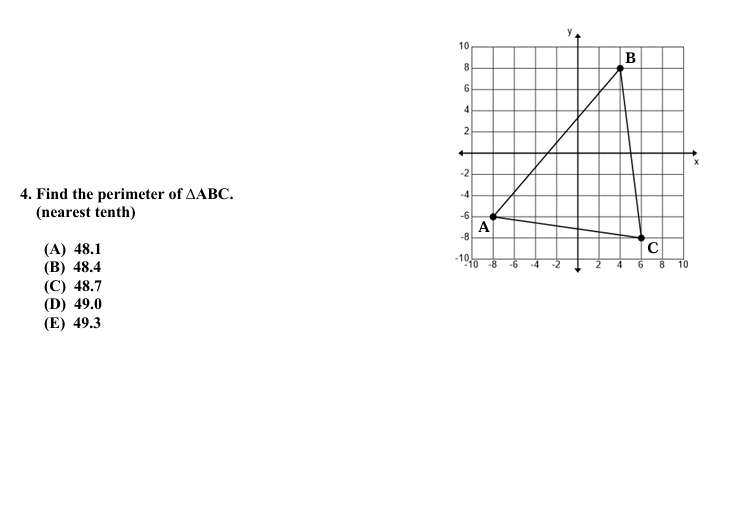 4. Find the perimeter of ΔABC.
(nearest tenth)
(A) 48.1
(B) 48.4
(C) 48.7
(D) 49.0
(E) 49.3
y
10
8
6
4
2
-2
-4
-6
-8
-10
B
A
C
x
-10 -8 -6 -4 -2 2 4 6 8 10